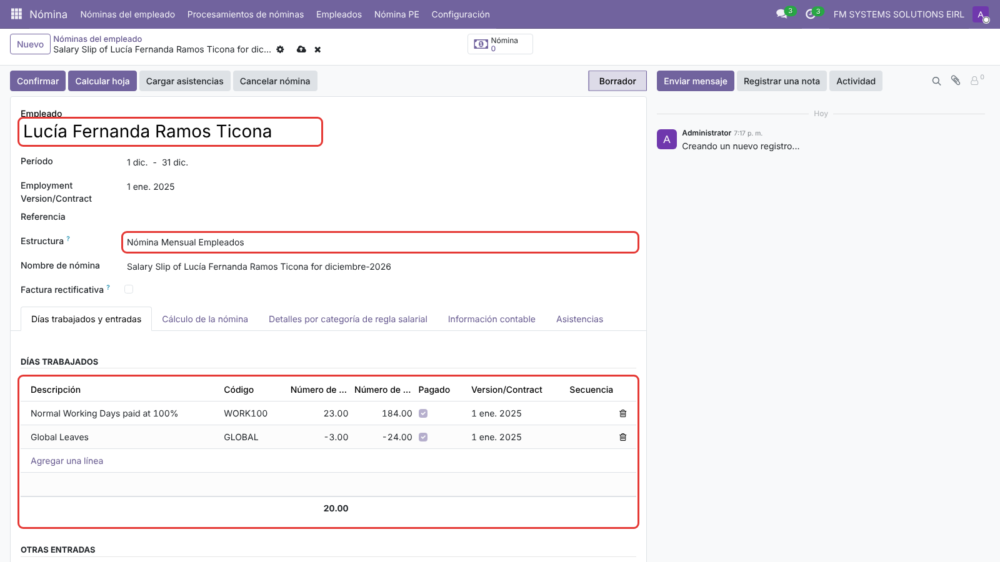 Nómina Nóminas del empleado Procesamientos de nóminas Empleados Nómina PE Configuración 3 3 FM SYSTEMS SOLUTIONS EIRL A
Nuevo
Nóminas del empleado
Salary Slip of Lucía Fernanda Ramos Ticona for dic...
Nómina
0
Confirmar Calcular hoja Cargar asistencias Cancelar nómina Borrador Enviar mensaje Registrar una nota Actividad 0
Empleado
Lucía Fernanda Ramos Ticona
Período 1 dic. - 31 dic.
Employment Version/Contract 1 ene. 2025
Referencia
Estructura ? Nómina Mensual Empleados
Nombre de nómina Salary Slip of Lucía Fernanda Ramos Ticona for diciembre-2026
Factura rectificativa ?
Días trabajados y entradas Cálculo de la nómina Detalles por categoría de regla salarial Información contable Asistencias
DÍAS TRABAJADOS
Descripción Código Número de ... Número de ... Pagado Version/Contract Secuencia
Normal Working Days paid at 100% WORK100 23.00 184.00 1 ene. 2025
Global Leaves GLOBAL -3.00 -24.00 1 ene. 2025
Agregar una línea
20.00
OTRAS ENTRADAS
Hoy
A
Administrator 7:17 p. m.
Creando un nuevo registro...